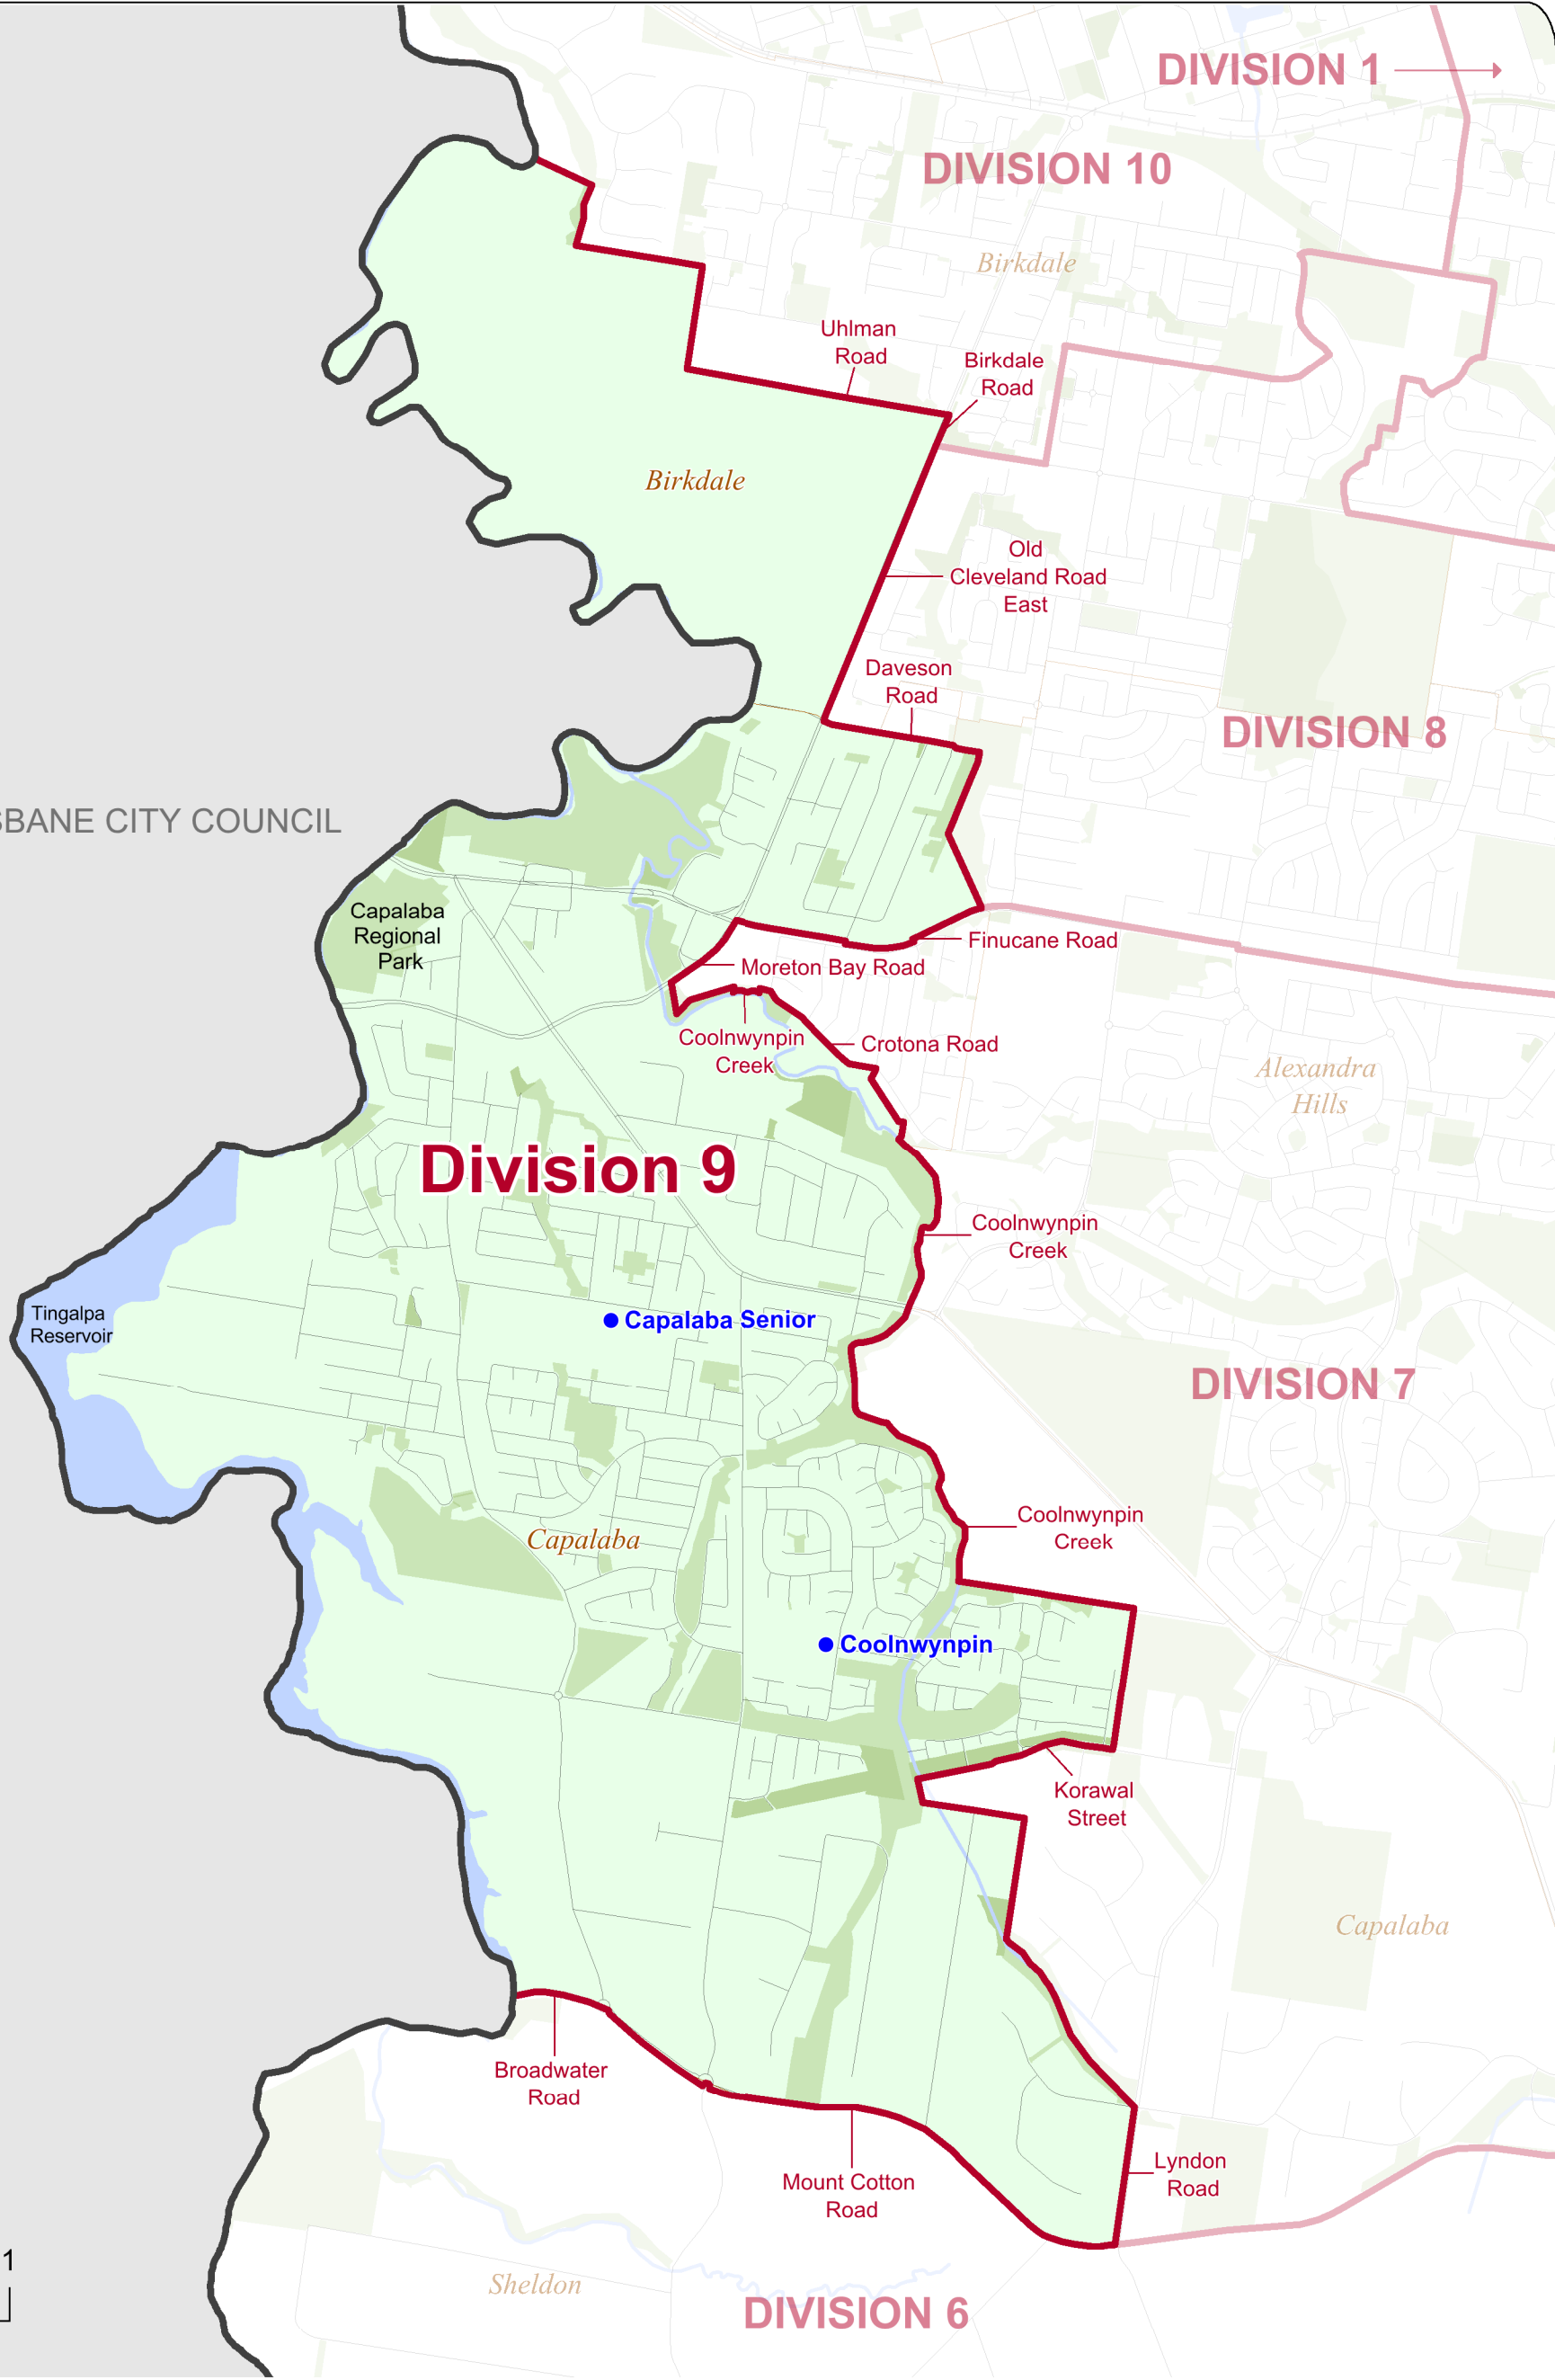 DIVISION 1
DIVISION 10
Birkdale
Uhlman
Road
Birkdale
Road
Birkdale
Old
Cleveland Road
East
Daveson
Road
DIVISION 8
SBANE CITY COUNCIL
Capalaba
Regional
Park
Finucane Road
Moreton Bay Road
Coolnwynpin
Creek
Crotona Road
Alexandra
Hills
Division 9
Coolnwynpin
Creek
Tingalpa
Reservoir
Capalaba Senior
DIVISION 7
Coolnwynpin
Creek
Capalaba
Coolnwynpin
Korawal
Street
Capalaba
Broadwater
Road
Mount Cotton
Road
Lyndon
Road
1
Sheldon
DIVISION 6